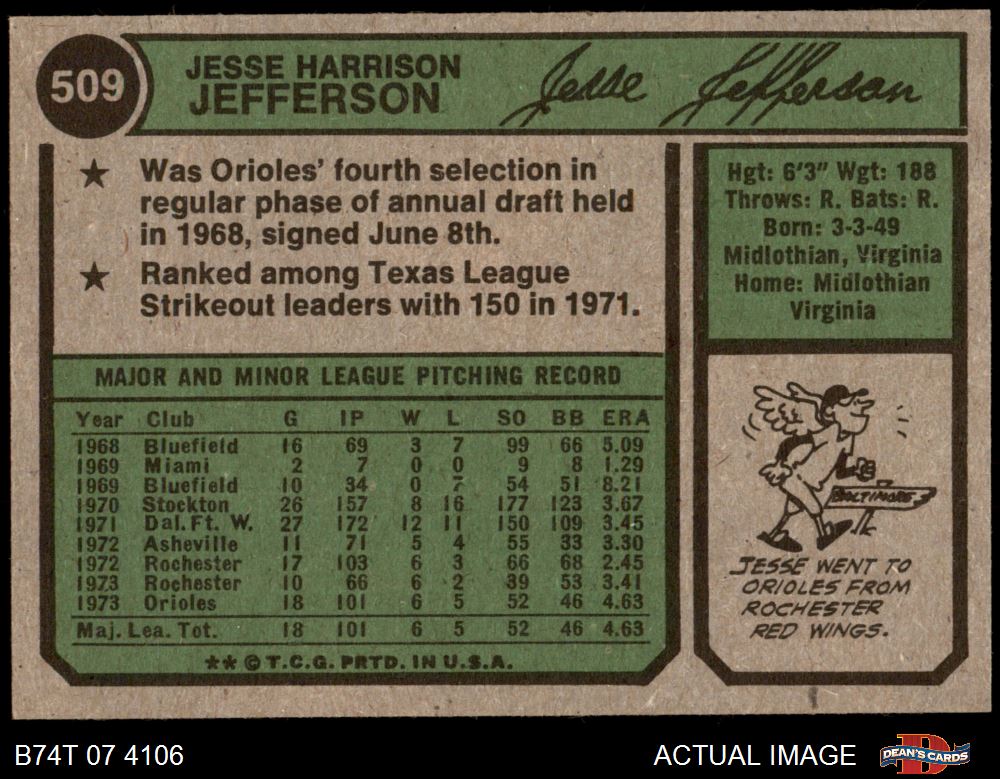 509
JESSE HARRISON
JEFFERSON
Jesse Jefferson
★ Was Orioles' fourth selection in
regular phase of annual draft held
in 1968, signed June 8th.
★ Ranked among Texas League
Strikeout leaders with 150 in 1971.
Hgt: 6'3" Wgt: 188
Throws: R. Bats: R.
Born: 3-3-49
Midlothian, Virginia
Home: Midlothian
Virginia
MAJOR AND MINOR LEAGUE PITCHING RECORD
Year Club G IP W L SO BB ERA
1968 Bluefield 16 69 3 7 99 66 5.09
1969 Miami 2 7 0 0 9 8 1.29
1969 Bluefield 10 34 0 7 54 51 8.21
1970 Stockton 26 157 8 16 177 123 3.67
1971 Dal. Ft. W. 27 172 12 11 150 109 3.45
1972 Asheville 11 71 5 4 55 33 3.30
1972 Rochester 17 103 6 3 66 68 2.45
1973 Rochester 10 66 6 2 39 53 3.41
1973 Orioles 18 101 6 5 52 46 4.63
Maj. Lea. Tot. 18 101 6 5 52 46 4.63
** © T.C.G. PRTD. IN U.S.A.
BALTIMORE
JESSE WENT TO
ORIOLES FROM
ROCHESTER
RED WINGS.
B74T 07 4106
ACTUAL IMAGE
DEAN'S CARDS